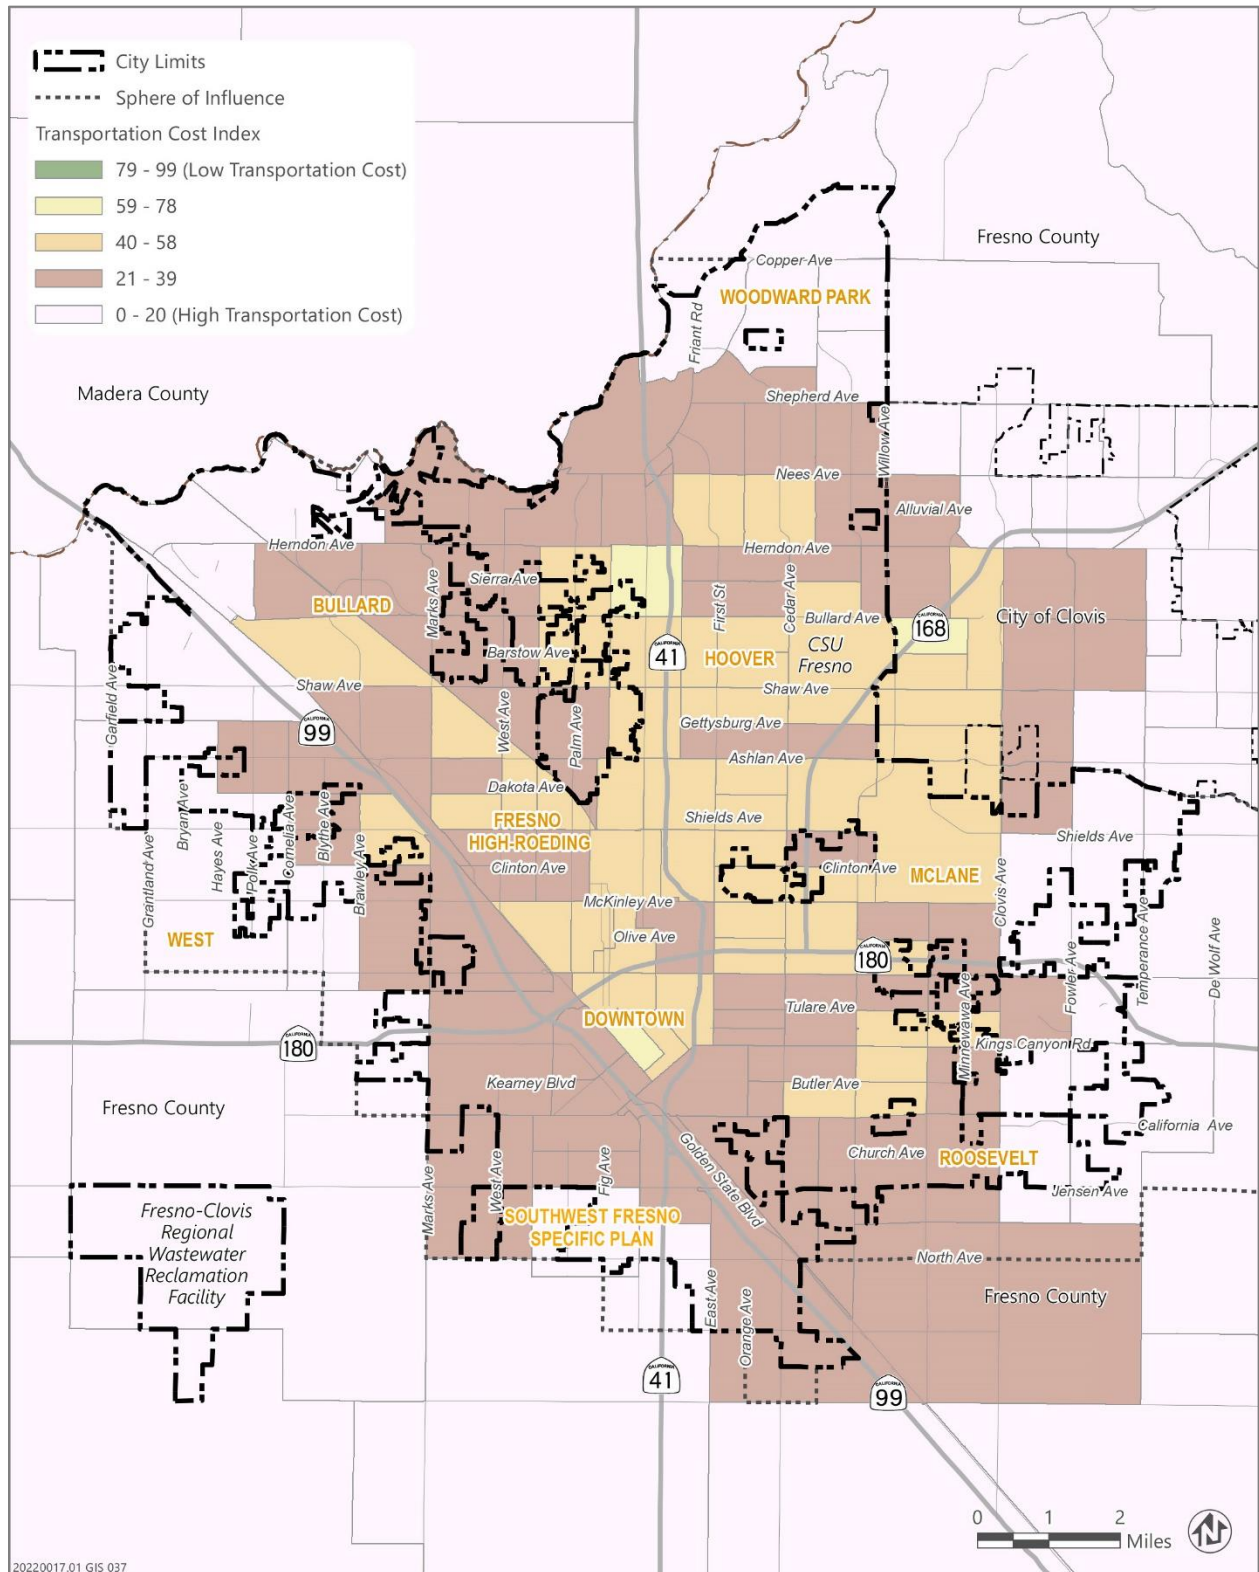 City Limits
Sphere of Influence
Transportation Cost Index
79 - 99 (Low Transportation Cost)
59 - 78
40 - 58
21 - 39
0 - 20 (High Transportation Cost)
Fresno County
Copper Ave
WOODWARD PARK
Friant Rd
Madera County
Shepherd Ave
Willow Ave
Nees Ave
Alluvial Ave
Herndon Ave
Herndon Ave
Sierra Ave
BULLARD
Marks Ave
First St
Cedar Ave
Bullard Ave
CALIFORNIA
168
City of Clovis
CALIFORNIA
41
Barstow Ave
HOOVER
CSU
Fresno
Garfield Ave
Shaw Ave
Shaw Ave
CALIFORNIA
99
West Ave
Palm Ave
Gettysburg Ave
Ashlan Ave
Dakota Ave
Bryan Ave
Cornelia Ave
Blythe Ave
FRESNO
HIGH-ROEDING
Shields Ave
Shields Ave
Grantland Ave
Hayes Ave
Polk Ave
Brawley Ave
Clinton Ave
Clinton Ave
MCLANE
Clovis Ave
McKinley Ave
WEST
Olive Ave
CALIFORNIA
180
Fowler Ave
Temperance Ave
De Wolf Ave
DOWNTOWN
Tulare Ave
Minnewawa Ave
Kings Canyon Rd
CALIFORNIA
180
Kearney Blvd
Butler Ave
Fresno County
California Ave
Golden State Blvd
Church Ave
ROOSEVELT
Marks Ave
West Ave
Fig Ave
Jensen Ave
SOUTHWEST FRESNO
SPECIFIC PLAN
Fresno-Clovis
Regional
Wastewater
Reclamation
Facility
North Ave
East Ave
Orange Ave
Fresno County
CALIFORNIA
41
CALIFORNIA
99
0 1 2
Miles
N
20220017.01 GIS 037